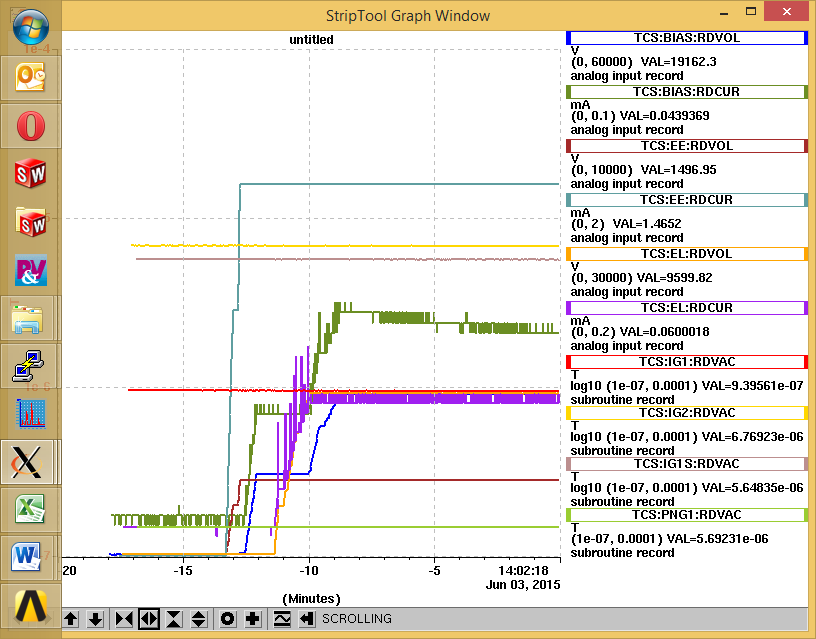 StripTool Graph Window
untitled
1e-4
TCS:BIAS:RDVOL
V
(0, 60000) VAL=19162.3
analog input record
TCS:BIAS:RDCUR
mA
(0, 0.1) VAL=0.0439369
analog input record
TCS:EE:RDVOL
V
(0, 10000) VAL=1496.95
analog input record
TCS:EE:RDCUR
mA
(0, 2) VAL=1.4652
analog input record
TCS:EL:RDVOL
V
(0, 30000) VAL=9599.82
analog input record
TCS:EL:RDCUR
mA
(0, 0.2) VAL=0.0600018
analog input record
TCS:IG1:RDVAC
T
log10 (1e-07, 0.0001) VAL=9.39561e-07
subroutine record
TCS:IG2:RDVAC
T
log10 (1e-07, 0.0001) VAL=6.76923e-06
subroutine record
TCS:IG1S:RDVAC
T
log10 (1e-07, 0.0001) VAL=5.64835e-06
subroutine record
TCS:PNG1:RDVAC
T
(1e-07, 0.0001) VAL=5.69231e-06
subroutine record
20 -15 -10 -5 14:02:18
Jun 03, 2015
(Minutes)
SCROLLING